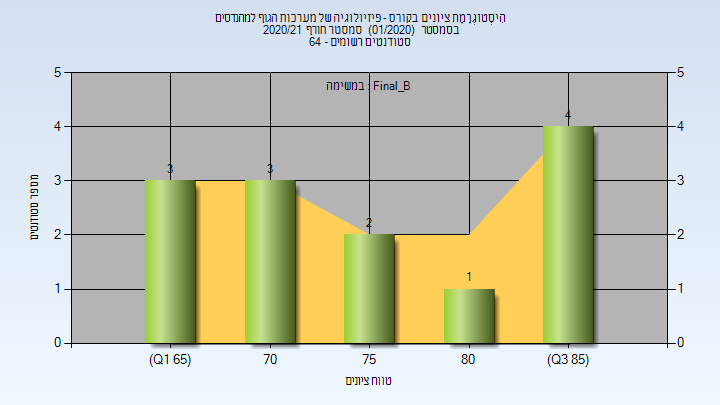 הִיסְטוֹגְרָמַת ציונים בקורס - פיזיולוגיה של מערכות הגוף למהנדסים
בסמסטר (01/2020) סמסטר חורף 2020/21
סטודנטים רשומים - 64
במשימה : Final_B
5 5
4 4
3 3
2 2
1 1
0 0
3 3 2 1 4
מספר סטודנטים
(Q1 65) 70 75 80 (Q3 85)
טווח ציונים